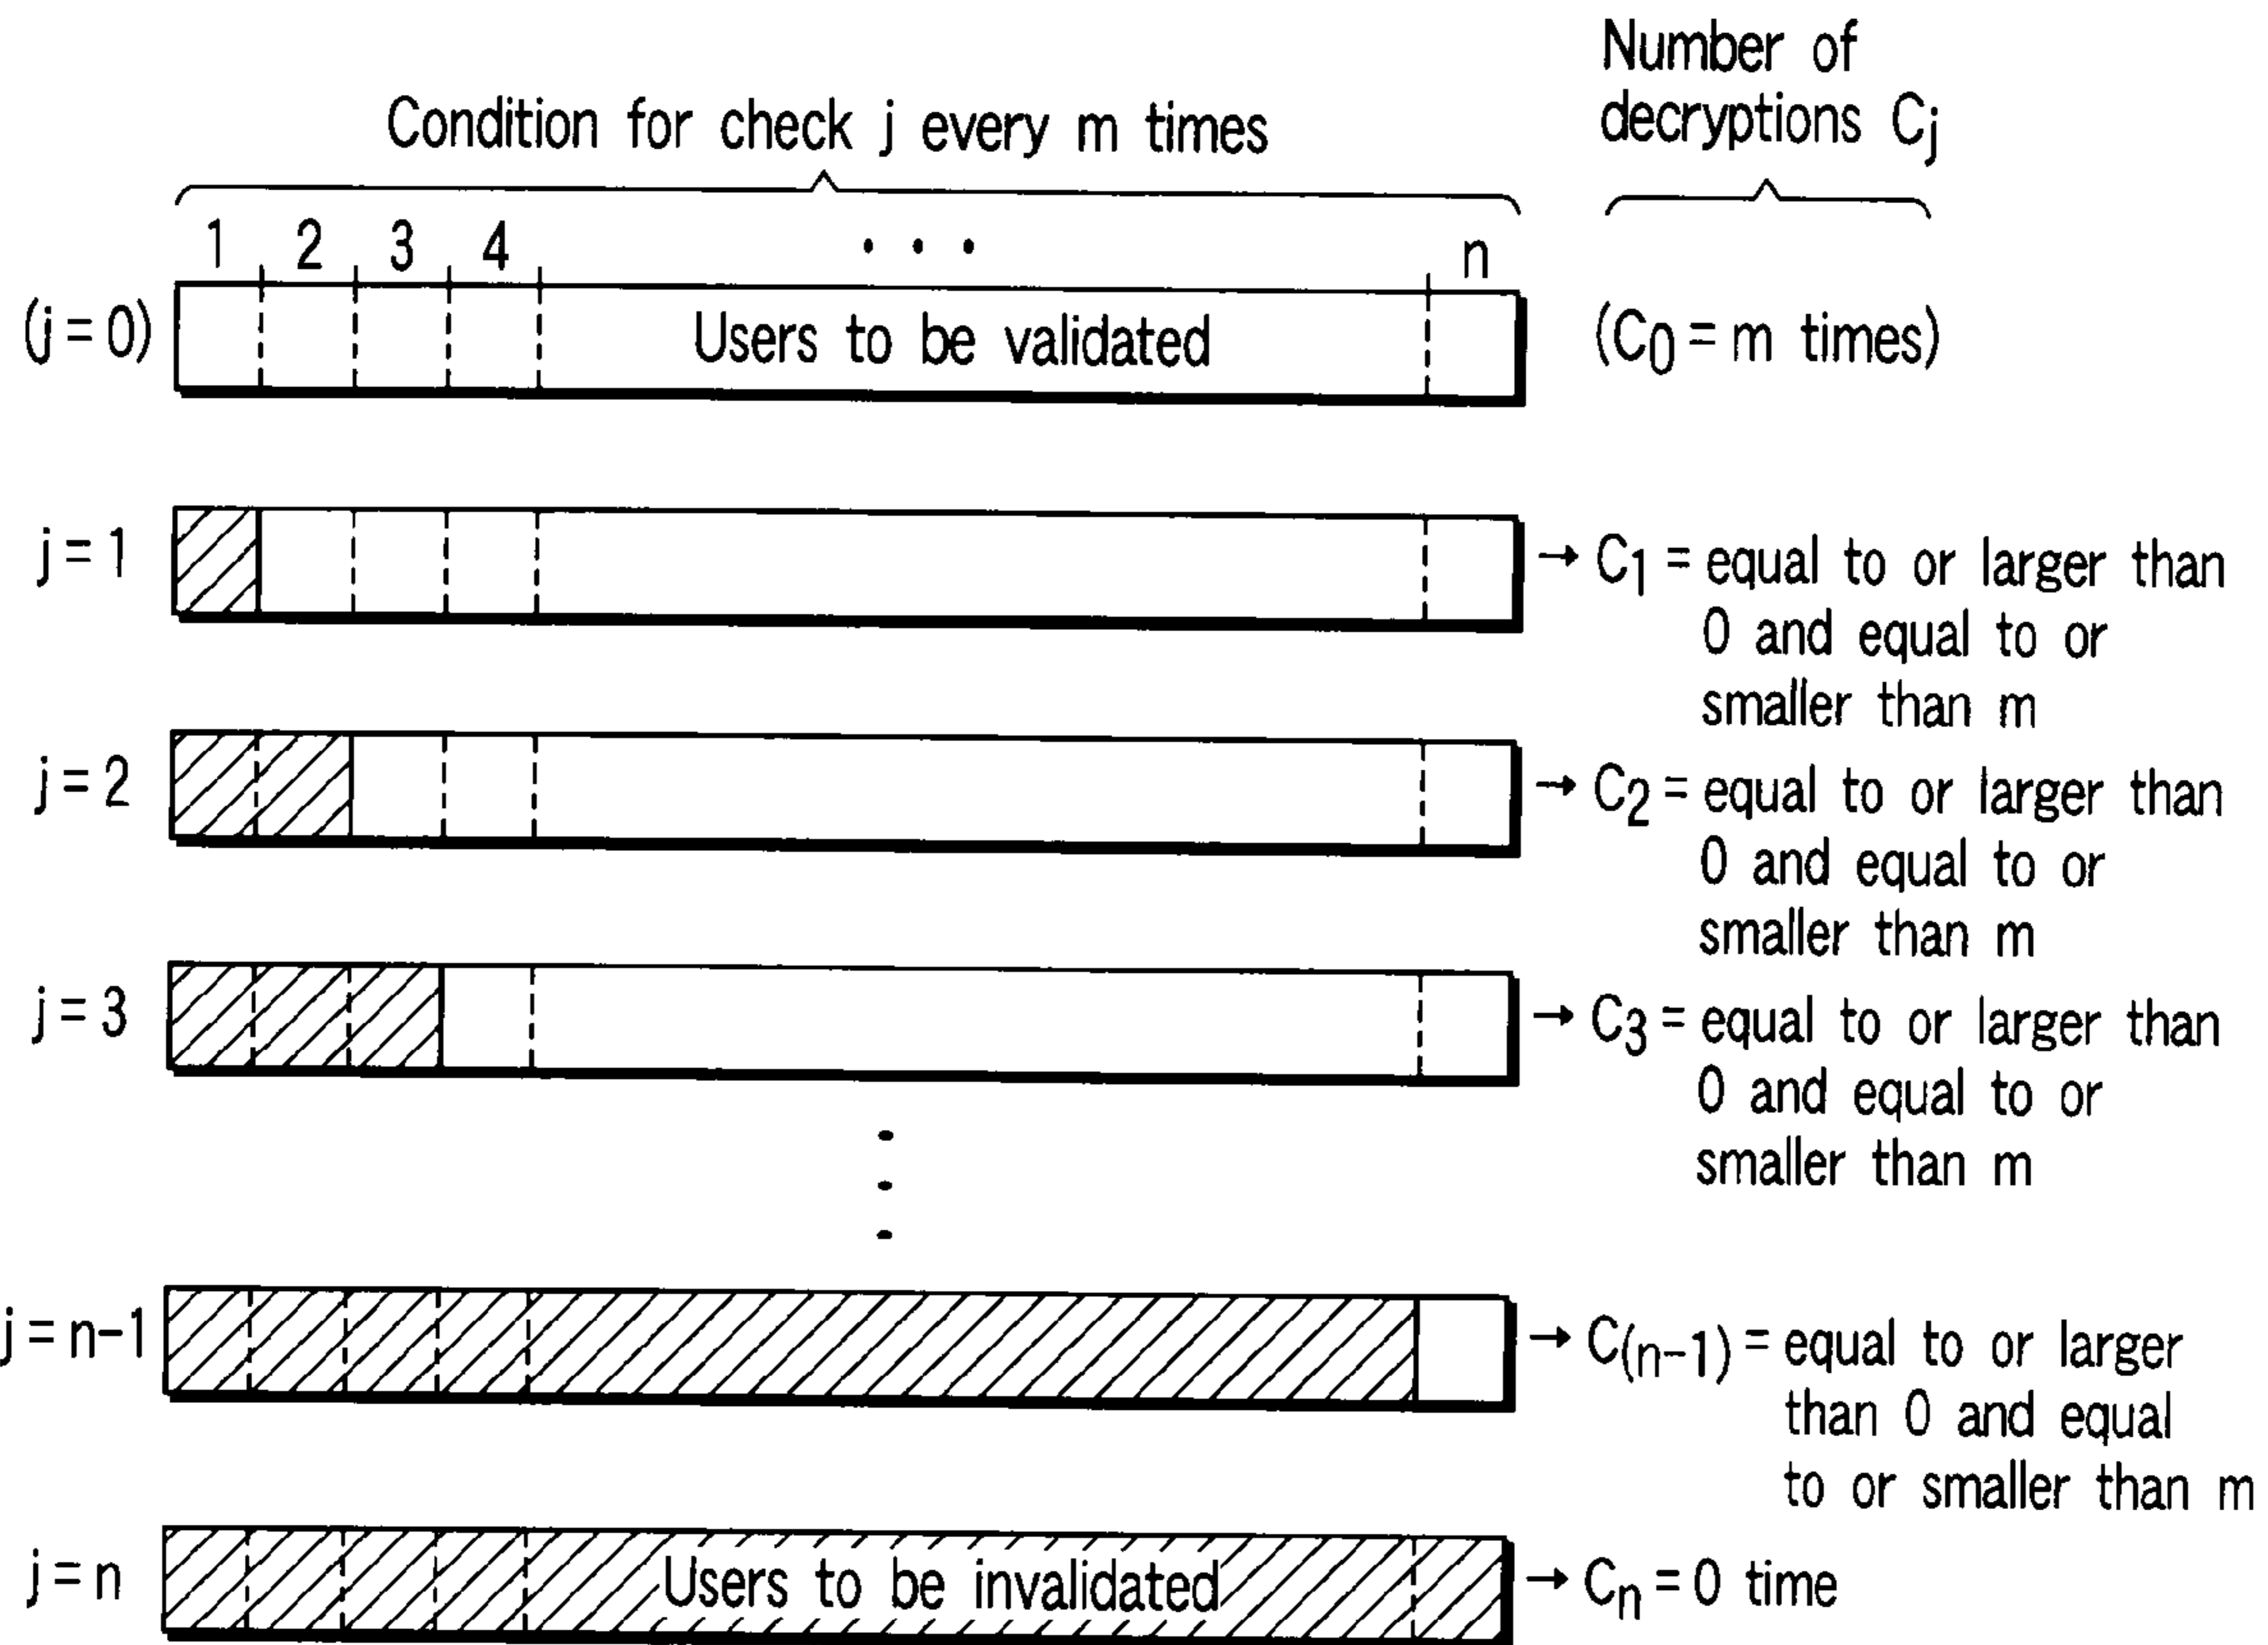 Number of
decryptions Cj
Condition for check j every m times
1 2 3 4 • • • n
(j=0) Users to be validated (C0 = m times)
j=1 → C1 = equal to or larger than
0 and equal to or
smaller than m
j=2 → C2 = equal to or larger than
0 and equal to or
smaller than m
j=3 → C3 = equal to or larger than
0 and equal to or
smaller than m
j=n-1 → C(n-1) = equal to or larger
than 0 and equal
to or smaller than m
j=n Users to be invalidated → Cn = 0 time